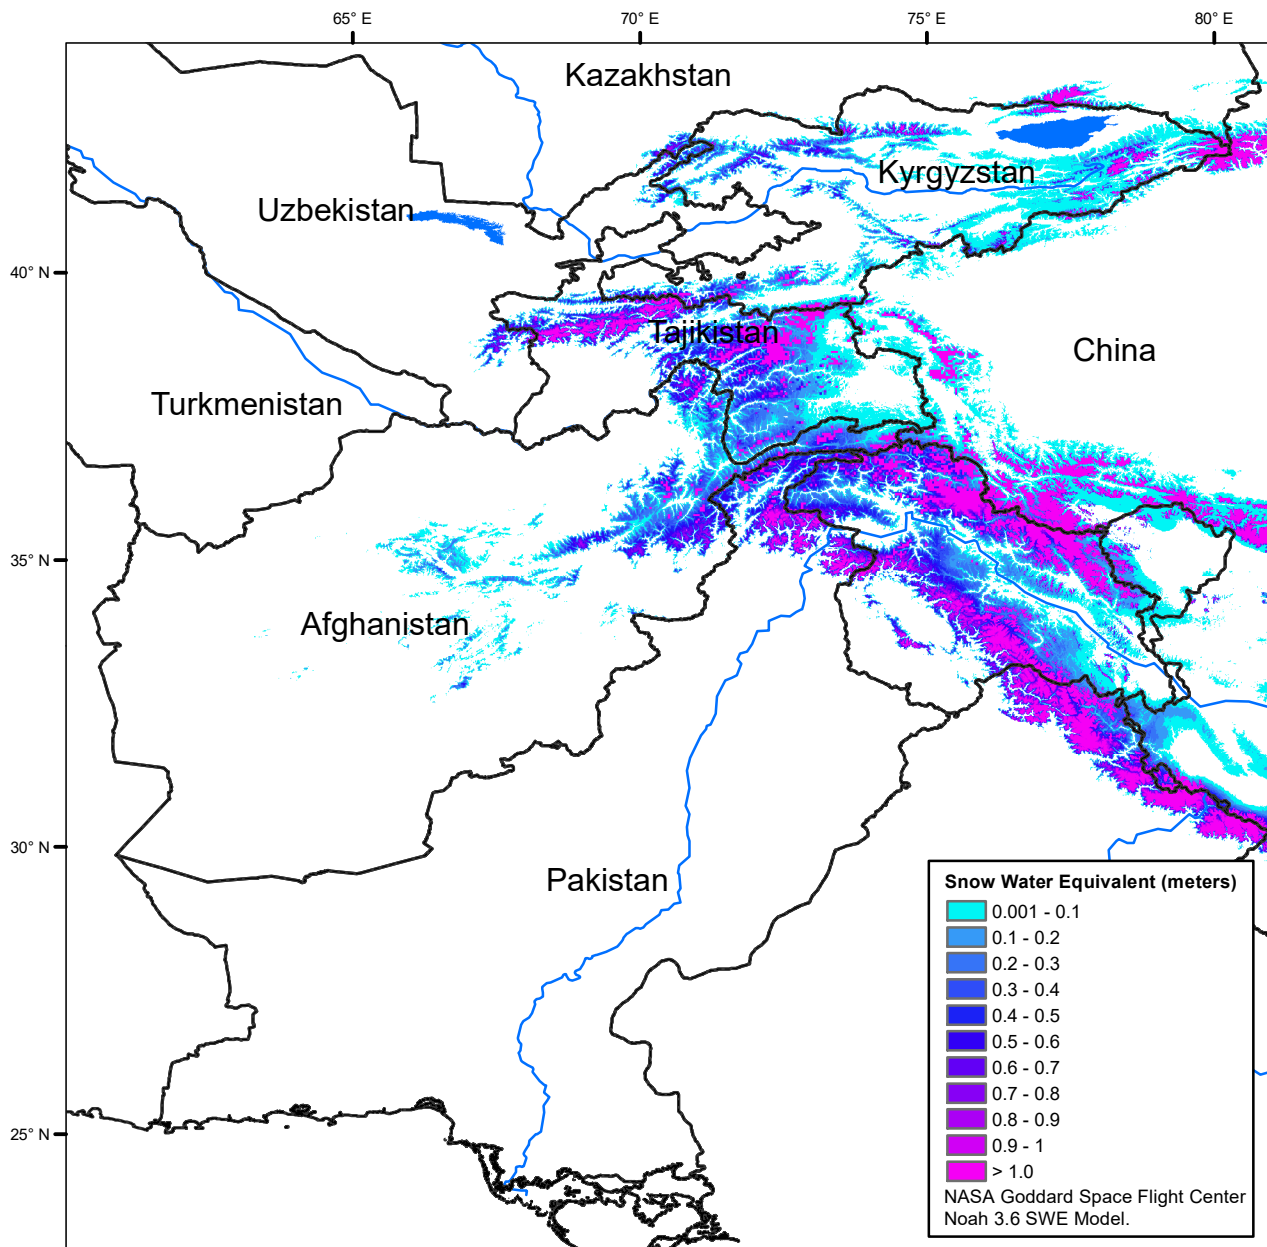 65° E
70° E
75° E
80° E
Kazakhstan
Kyrgyzstan
Uzbekistan
40° N
Tajikistan
China
Turkmenistan
35° N
Afghanistan
30° N
Pakistan
25° N
Snow Water Equivalent (meters)
0.001 - 0.1
0.1 - 0.2
0.2 - 0.3
0.3 - 0.4
0.4 - 0.5
0.5 - 0.6
0.6 - 0.7
0.7 - 0.8
0.8 - 0.9
0.9 - 1
> 1.0
NASA Goddard Space Flight Center
Noah 3.6 SWE Model.